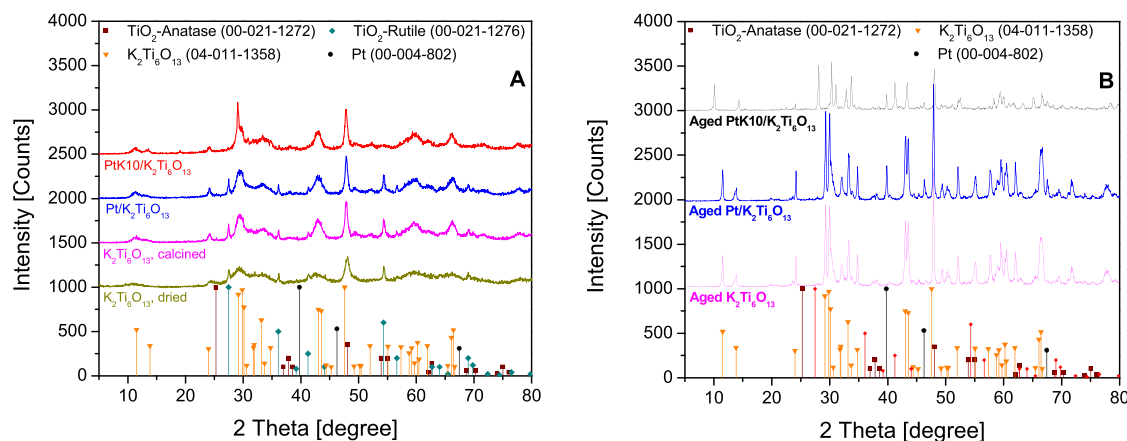 4000
3500
3000
2500
2000
1500
1000
500
0
Intensity [Counts]
TiO2-Anatase (00-021-1272)
TiO2-Rutile (00-021-1276)
K2Ti6O13 (04-011-1358)
Pt (00-004-802)
A
PtK10/K2Ti6O13
Pt/K2Ti6O13
K2Ti6O13, calcined
K2Ti6O13, dried
10 20 30 40 50 60 70 80
2 Theta [degree]
4000
3500
3000
2500
2000
1500
1000
500
0
Intensity [Counts]
TiO2-Anatase (00-021-1272)
K2Ti6O13 (04-011-1358)
Pt (00-004-802)
B
Aged PtK10/K2Ti6O13
Aged Pt/K2Ti6O13
Aged K2Ti6O13
10 20 30 40 50 60 70 80
2 Theta [degree]